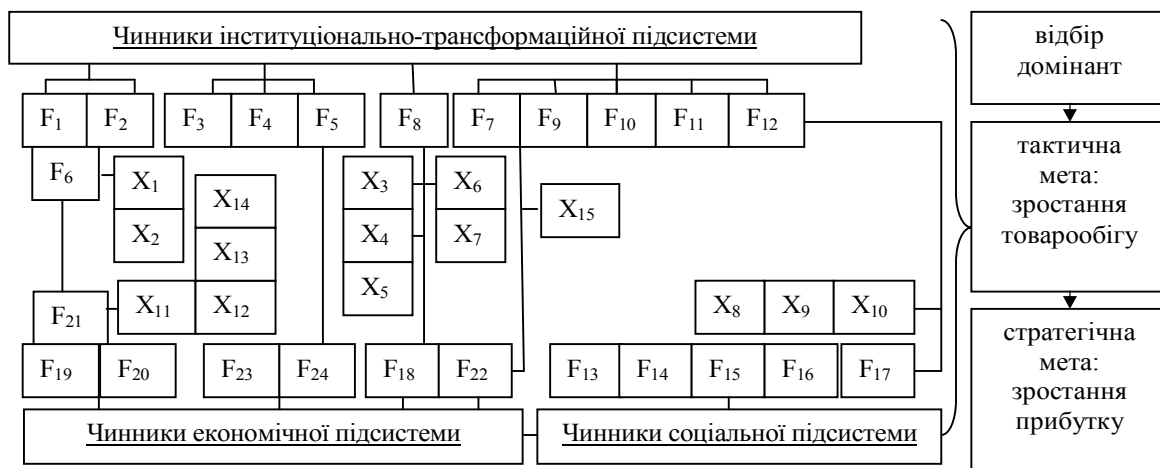 Чинники інституціонально-трансформаційної підсистеми
F1 F2 F3 F4 F5 F8 F7 F9 F10 F11 F12
F6 X1 X3 X6
X14 X15
X2 X4 X7
X13
X5
F21 X11 X12 X8 X9 X10
F19 F20 F23 F24 F18 F22 F13 F14 F15 F16 F17
Чинники економічної підсистеми Чинники соціальної підсистеми
відбір
домінант
тактична
мета:
зростання
товарообігу
стратегічна
мета:
зростання
прибутку